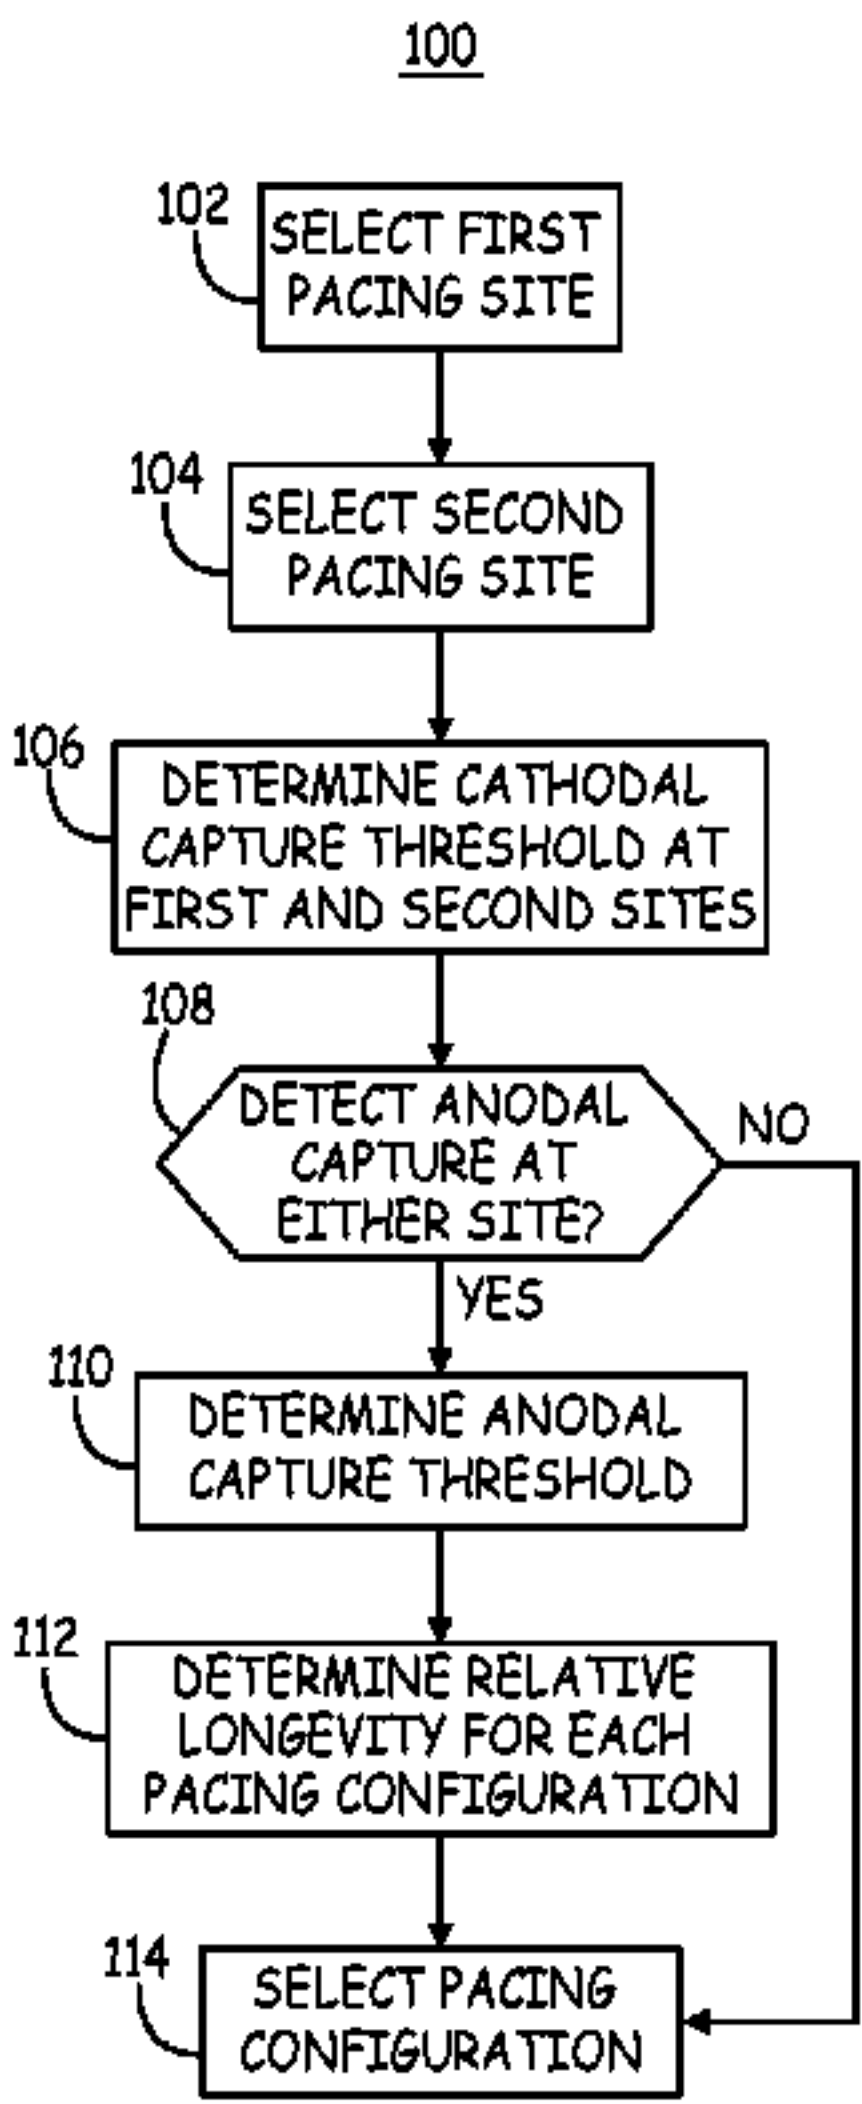 100
102
SELECT FIRST
PACING SITE
104
SELECT SECOND
PACING SITE
106
DETERMINE CATHODAL
CAPTURE THRESHOLD AT
FIRST AND SECOND SITES
108
DETECT ANODAL
CAPTURE AT
EITHER SITE?
NO
YES
110
DETERMINE ANODAL
CAPTURE THRESHOLD
112
DETERMINE RELATIVE
LONGEVITY FOR EACH
PACING CONFIGURATION
114
SELECT PACING
CONFIGURATION